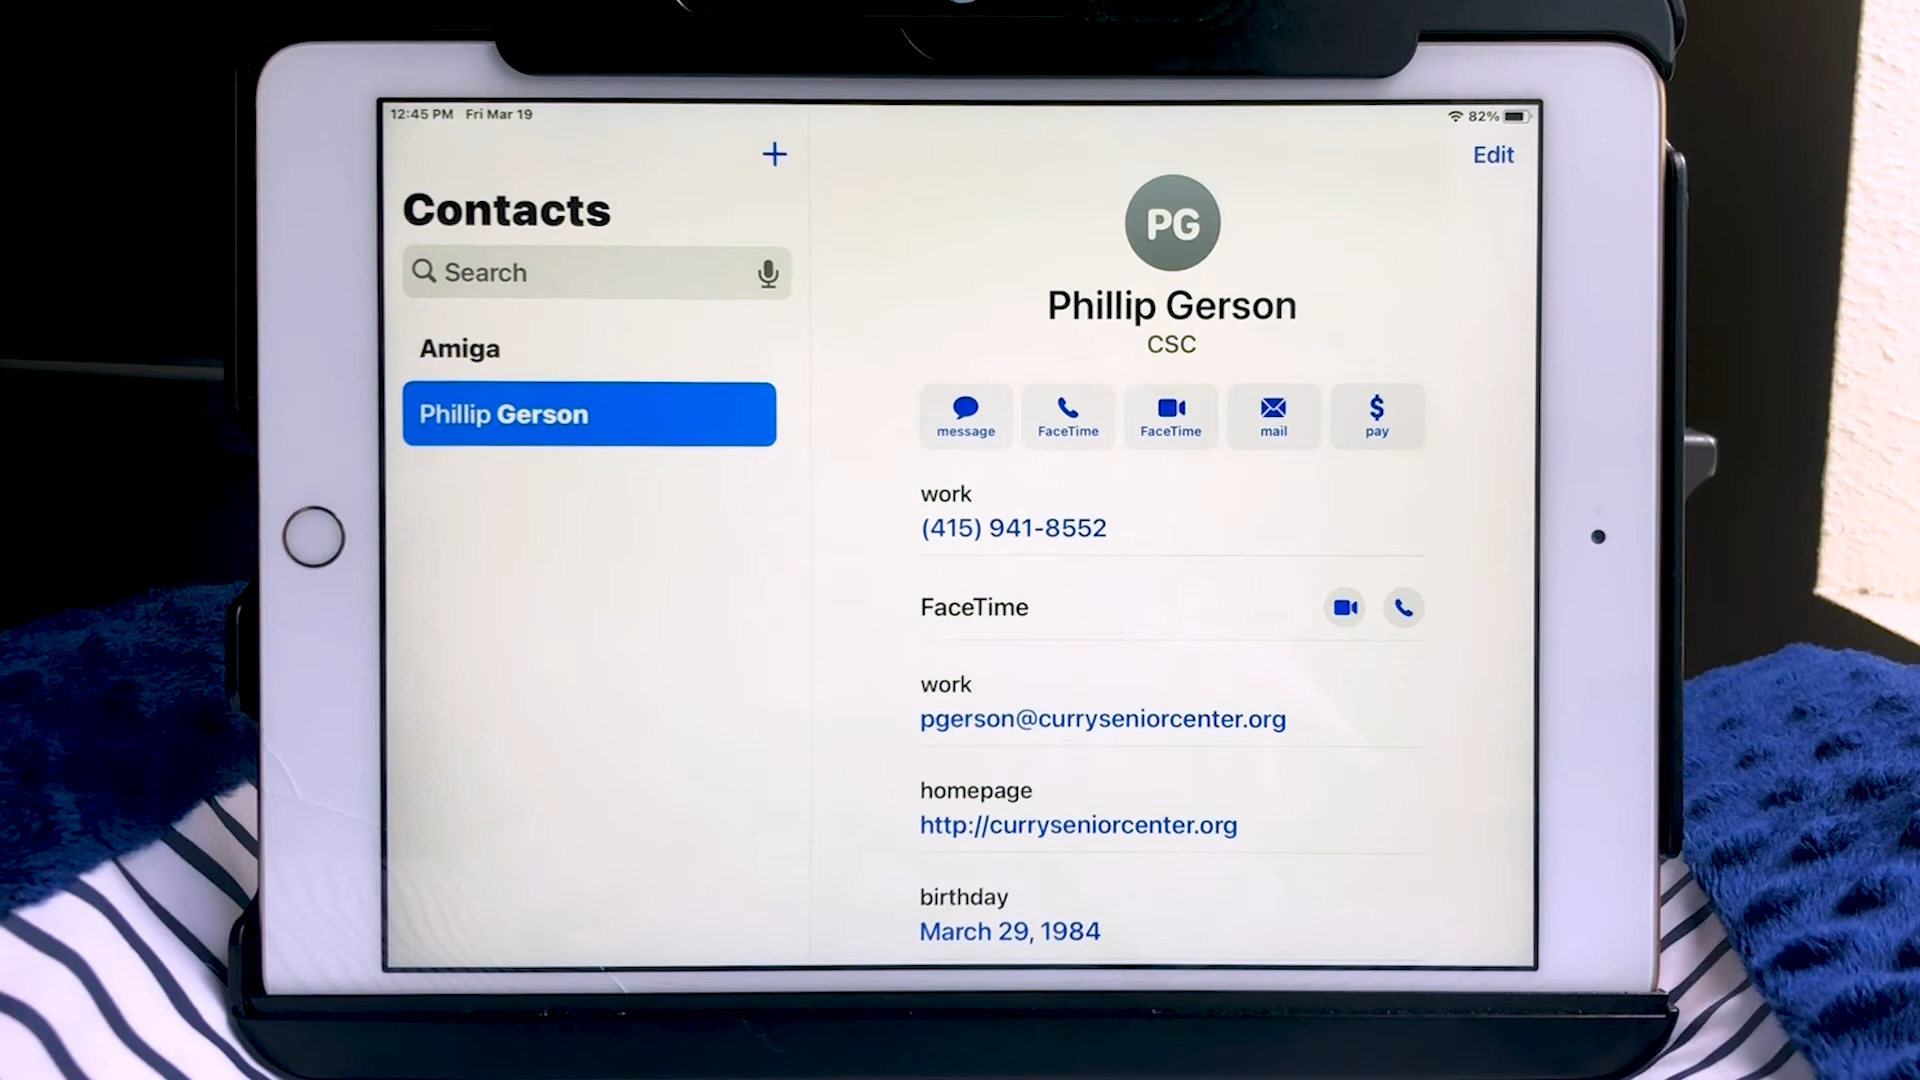 12:45 PM Fri Mar 19
82%
Edit
Contacts
Search
Amiga
Phillip Gerson
PG
Phillip Gerson
CSC
message
FaceTime
FaceTime
mail
$
pay
work
(415) 941-8552
FaceTime
work
pgerson@curryseniorcenter.org
homepage
http://curryseniorcenter.org
birthday
March 29, 1984